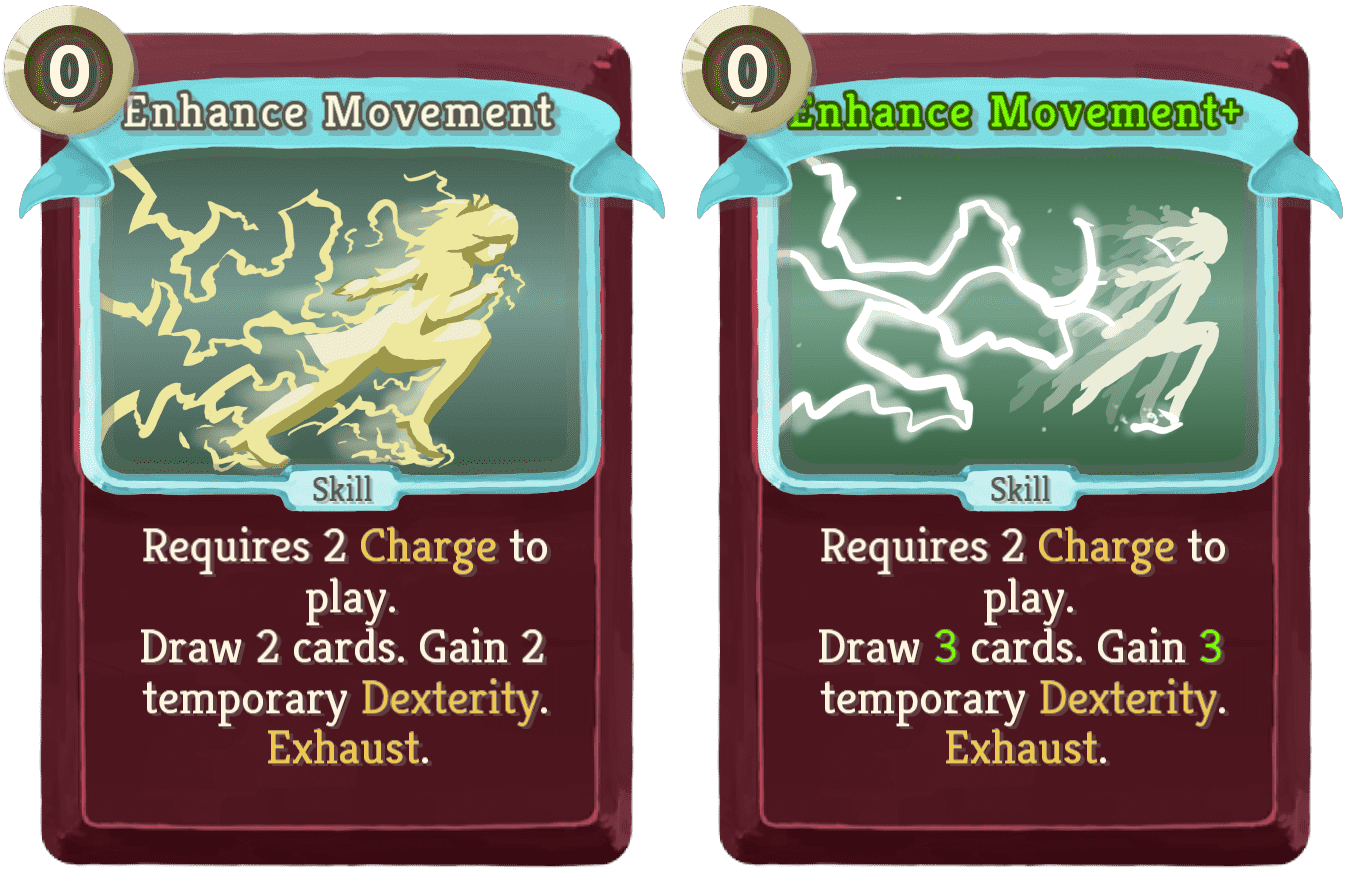 0
Enhance Movement
Skill
Requires 2 Charge to
play.
Draw 2 cards. Gain 2
temporary Dexterity.
Exhaust.
0
Enhance Movement+
Skill
Requires 2 Charge to
play.
Draw 3 cards. Gain 3
temporary Dexterity.
Exhaust.